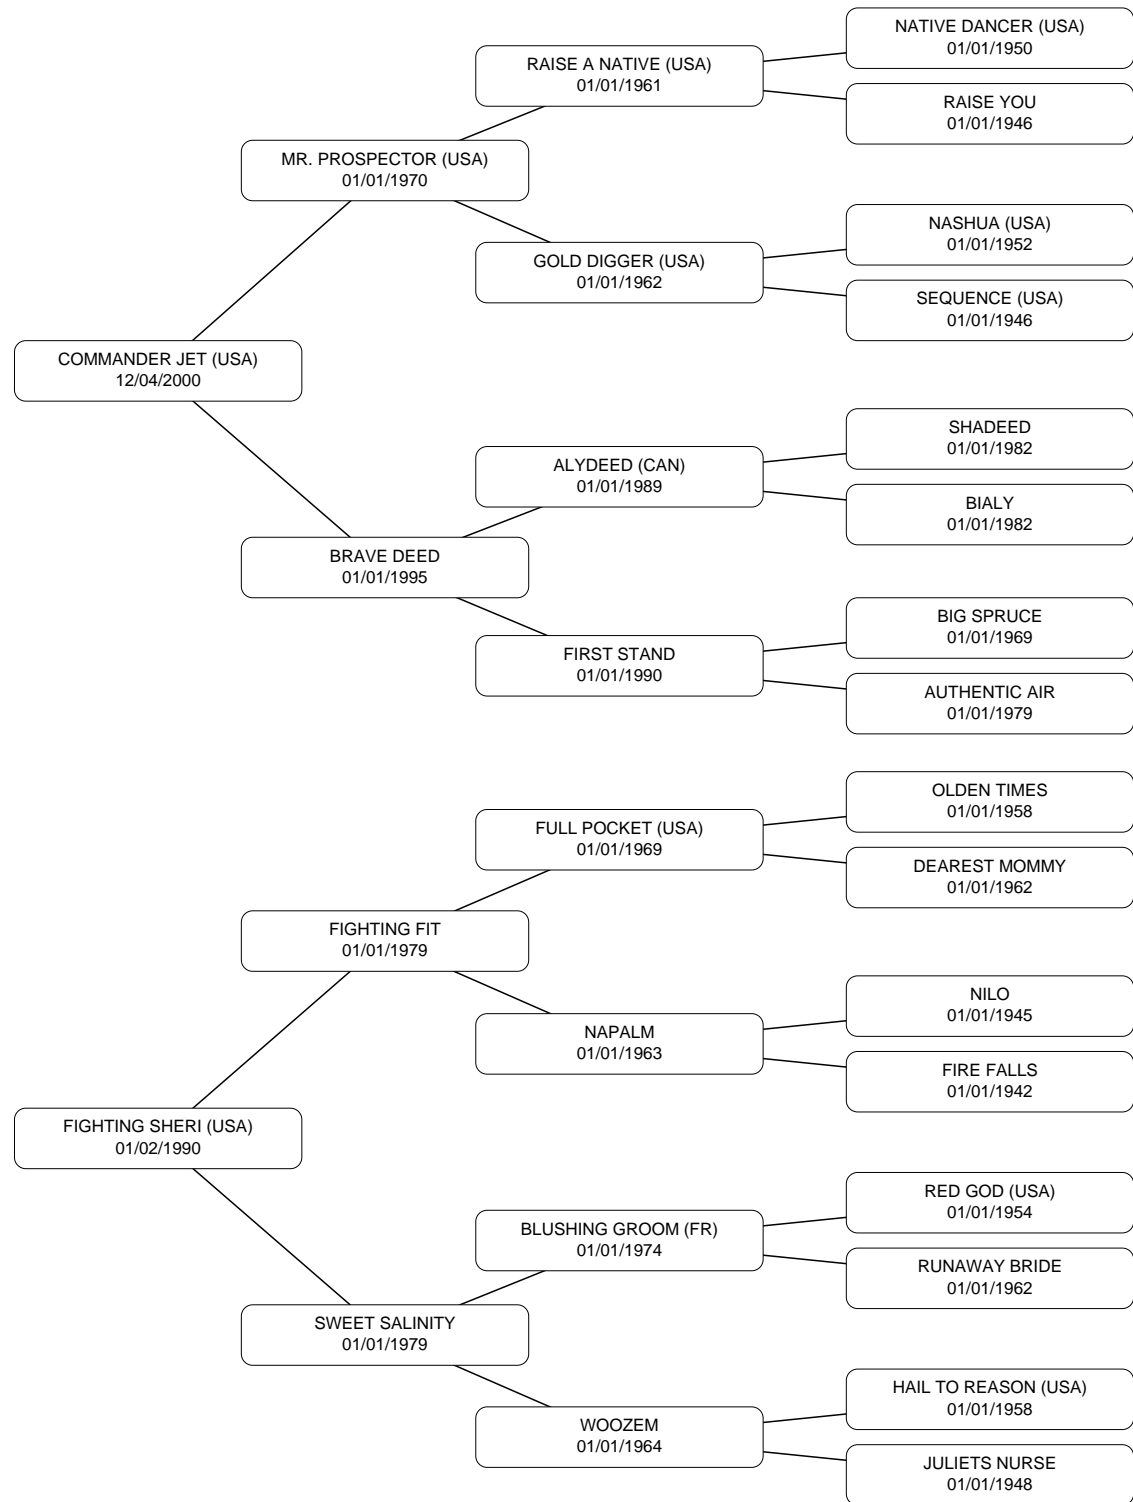 NATIVE DANCER (USA)
01/01/1950
RAISE A NATIVE (USA)
01/01/1961
RAISE YOU
01/01/1946
MR. PROSPECTOR (USA)
01/01/1970
NASHUA (USA)
01/01/1952
GOLD DIGGER (USA)
01/01/1962
SEQUENCE (USA)
01/01/1946
COMMANDER JET (USA)
12/04/2000
SHADEED
01/01/1982
ALYDEED (CAN)
01/01/1989
BIALY
01/01/1982
BRAVE DEED
01/01/1995
BIG SPRUCE
01/01/1969
FIRST STAND
01/01/1990
AUTHENTIC AIR
01/01/1979
OLDEN TIMES
01/01/1958
FULL POCKET (USA)
01/01/1969
DEAREST MOMMY
01/01/1962
FIGHTING FIT
01/01/1979
NILO
01/01/1945
NAPALM
01/01/1963
FIRE FALLS
01/01/1942
FIGHTING SHERI (USA)
01/02/1990
RED GOD (USA)
01/01/1954
BLUSHING GROOM (FR)
01/01/1974
RUNAWAY BRIDE
01/01/1962
SWEET SALINITY
01/01/1979
HAIL TO REASON (USA)
01/01/1958
WOOZEM
01/01/1964
JULIETS NURSE
01/01/1948